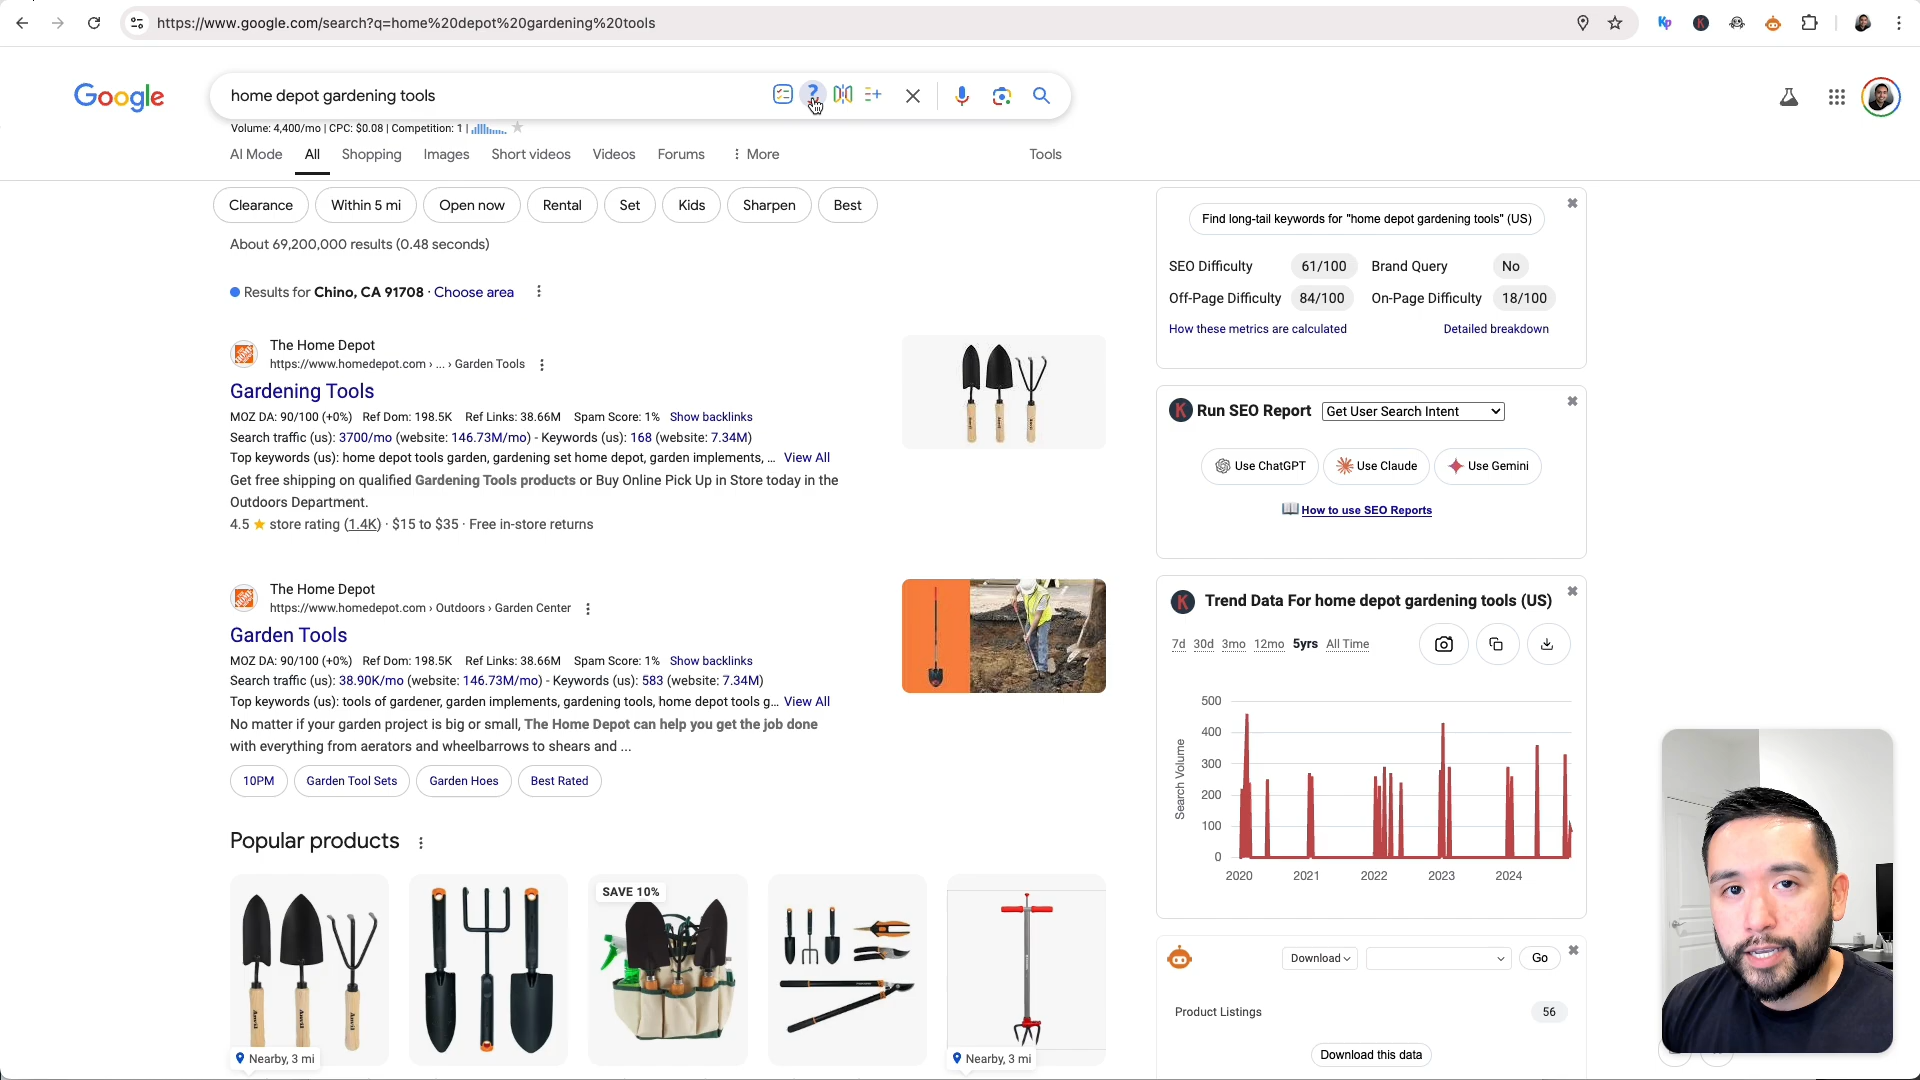 https://www.google.com/search?q=home%20depot%20gardening%20tools
Kp
K
Google
home depot gardening tools
?
Volume: 4,400/mo | CPC: $0.08 | Competition: 1 |
AI Mode All Shopping Images Short videos Videos Forums More Tools
Clearance Within 5 mi Open now Rental Set Kids Sharpen Best
About 69,200,000 results (0.48 seconds)
Results for Chino, CA 91708 · Choose area
The Home Depot
https://www.homedepot.com › ... › Garden Tools
Gardening Tools
MOZ DA: 90/100 (+0%) Ref Dom: 198.5K Ref Links: 38.66M Spam Score: 1% Show backlinks
Search traffic (us): 3700/mo (website: 146.73M/mo) - Keywords (us): 168 (website: 7.34M)
Top keywords (us): home depot tools garden, gardening set home depot, garden implements, ... View All
Get free shipping on qualified Gardening Tools products or Buy Online Pick Up in Store today in the
Outdoors Department.
4.5 ★ store rating (1.4K) · $15 to $35 · Free in-store returns
The Home Depot
https://www.homedepot.com › Outdoors › Garden Center
Garden Tools
MOZ DA: 90/100 (+0%) Ref Dom: 198.5K Ref Links: 38.66M Spam Score: 1% Show backlinks
Search traffic (us): 38.90K/mo (website: 146.73M/mo) - Keywords (us): 583 (website: 7.34M)
Top keywords (us): tools of gardener, garden implements, gardening tools, home depot tools g... View All
No matter if your garden project is big or small, The Home Depot can help you get the job done
with everything from aerators and wheelbarrows to shears and ...
10PM Garden Tool Sets Garden Hoes Best Rated
Popular products
SAVE 10%
Nearby, 3 mi
Nearby, 3 mi
Find long-tail keywords for "home depot gardening tools" (US)
SEO Difficulty 61/100 Brand Query No
Off-Page Difficulty 84/100 On-Page Difficulty 18/100
How these metrics are calculated Detailed breakdown
K Run SEO Report Get User Search Intent
Use ChatGPT Use Claude Use Gemini
How to use SEO Reports
K Trend Data For home depot gardening tools (US)
7d 30d 3mo 12mo 5yrs All Time
Search Volume
500
400
300
200
100
0
2020 2021 2022 2023 2024
Download Go
Product Listings 56
Download this data